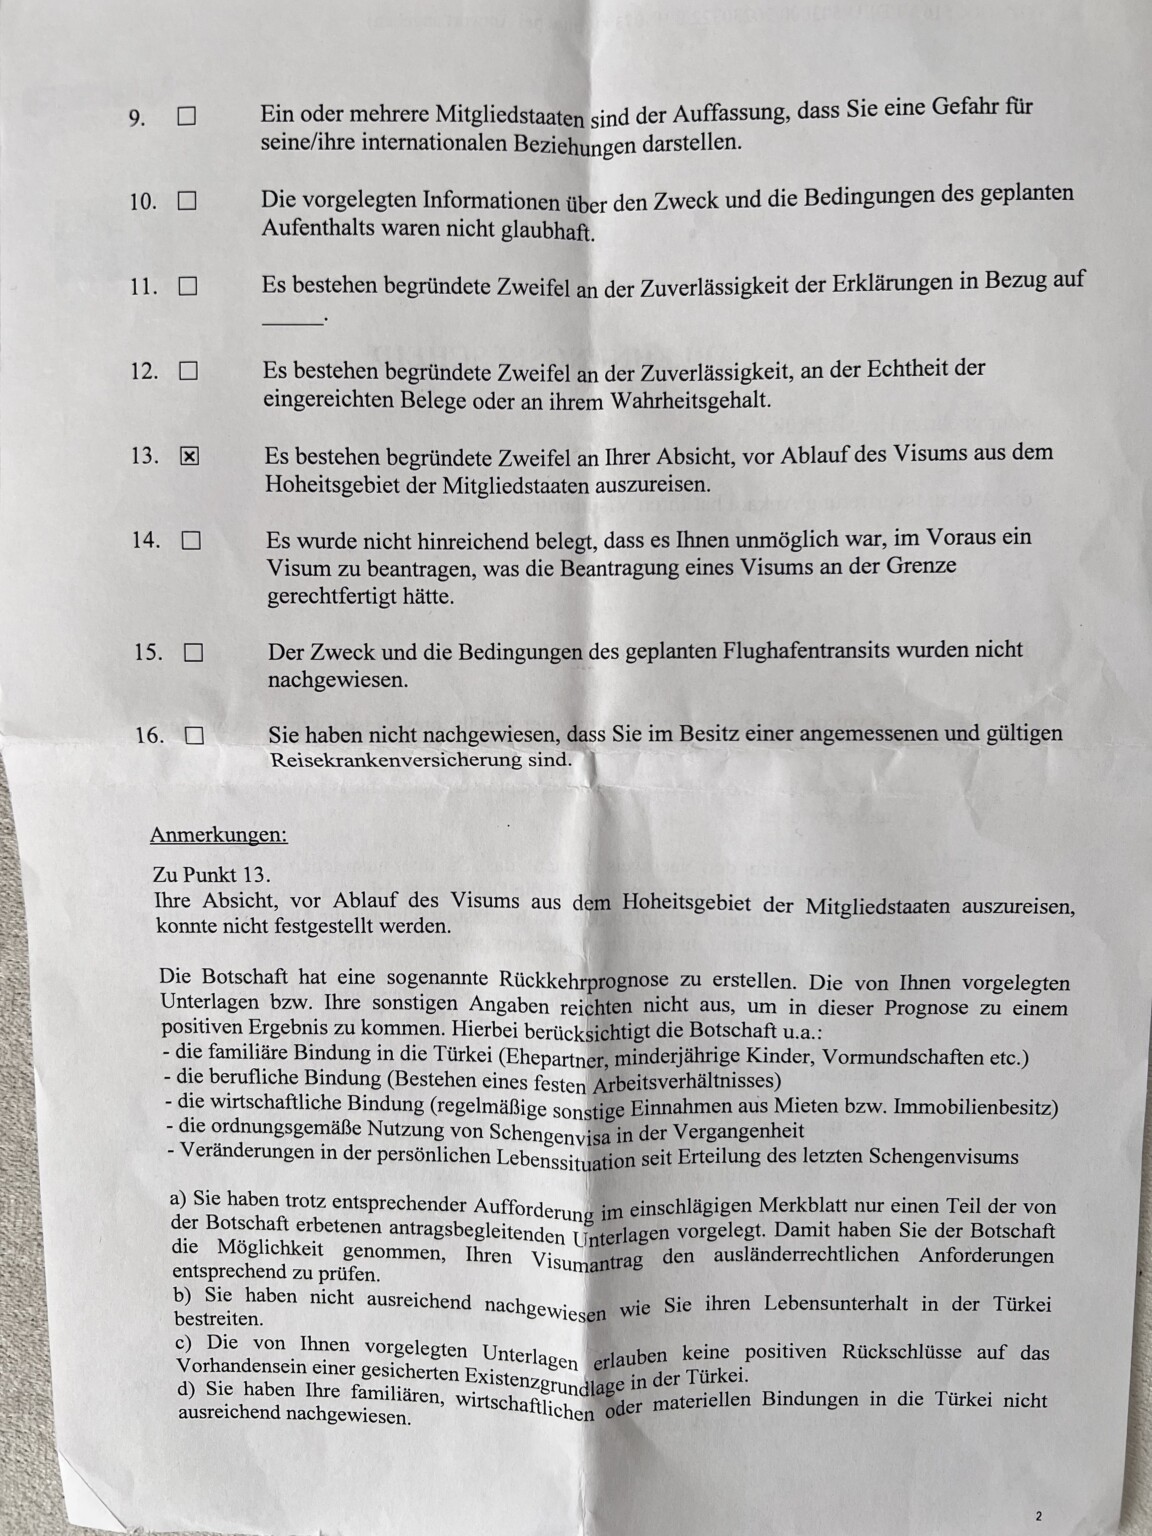 9. ☐ Ein oder mehrere Mitgliedstaaten sind der Auffassung, dass Sie eine Gefahr für
seine/ihre internationalen Beziehungen darstellen.
10. ☐ Die vorgelegten Informationen über den Zweck und die Bedingungen des geplanten
Aufenthalts waren nicht glaubhaft.
11. ☐ Es bestehen begründete Zweifel an der Zuverlässigkeit der Erklärungen in Bezug auf
_____.
12. ☐ Es bestehen begründete Zweifel an der Zuverlässigkeit, an der Echtheit der
eingereichten Belege oder an ihrem Wahrheitsgehalt.
13. ☒ Es bestehen begründete Zweifel an Ihrer Absicht, vor Ablauf des Visums aus dem
Hoheitsgebiet der Mitgliedstaaten auszureisen.
14. ☐ Es wurde nicht hinreichend belegt, dass es Ihnen unmöglich war, im Voraus ein
Visum zu beantragen, was die Beantragung eines Visums an der Grenze
gerechtfertigt hätte.
15. ☐ Der Zweck und die Bedingungen des geplanten Flughafentransits wurden nicht
nachgewiesen.
16. ☐ Sie haben nicht nachgewiesen, dass Sie im Besitz einer angemessenen und gültigen
Reisekrankenversicherung sind.
Anmerkungen:
Zu Punkt 13.
Ihre Absicht, vor Ablauf des Visums aus dem Hoheitsgebiet der Mitgliedstaaten auszureisen,
konnte nicht festgestellt werden.
Die Botschaft hat eine sogenannte Rückkehrprognose zu erstellen. Die von Ihnen vorgelegten
Unterlagen bzw. Ihre sonstigen Angaben reichten nicht aus, um in dieser Prognose zu einem
positiven Ergebnis zu kommen. Hierbei berücksichtigt die Botschaft u.a.:
- die familiäre Bindung in die Türkei (Ehepartner, minderjährige Kinder, Vormundschaften etc.)
- die berufliche Bindung (Bestehen eines festen Arbeitsverhältnisses)
- die wirtschaftliche Bindung (regelmäßige sonstige Einnahmen aus Mieten bzw. Immobilienbesitz)
- die ordnungsgemäße Nutzung von Schengenvisa in der Vergangenheit
- Veränderungen in der persönlichen Lebenssituation seit Erteilung des letzten Schengenvisums
a) Sie haben trotz entsprechender Aufforderung im einschlägigen Merkblatt nur einen Teil der von
der Botschaft erbetenen antragsbegleitenden Unterlagen vorgelegt. Damit haben Sie der Botschaft
die Möglichkeit genommen, Ihren Visumantrag den ausländerrechtlichen Anforderungen
entsprechend zu prüfen.
b) Sie haben nicht ausreichend nachgewiesen wie Sie ihren Lebensunterhalt in der Türkei
bestreiten.
c) Die von Ihnen vorgelegten Unterlagen erlauben keine positiven Rückschlüsse auf das
Vorhandensein einer gesicherten Existenzgrundlage in der Türkei.
d) Sie haben Ihre familiären, wirtschaftlichen oder materiellen Bindungen in die Türkei nicht
ausreichend nachgewiesen.
2